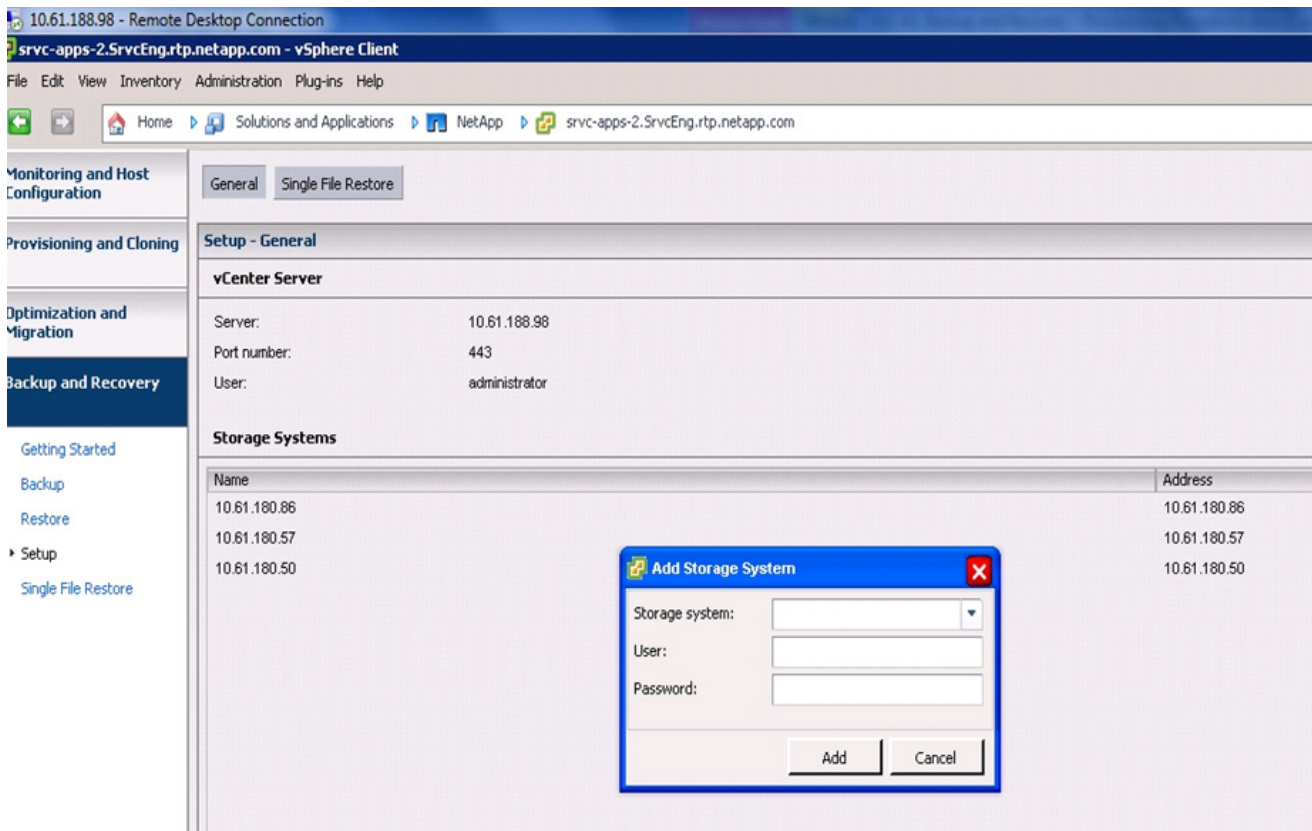 10.61.188.98 - Remote Desktop Connection
srvc-apps-2.SrvcEng.rtp.netapp.com - vSphere Client
File Edit View Inventory Administration Plug-ins Help
Home Solutions and Applications NetApp srvc-apps-2.SrvcEng.rtp.netapp.com
Monitoring and Host
Configuration
Provisioning and Cloning
Optimization and
Migration
Backup and Recovery
Getting Started
Backup
Restore
Setup
Single File Restore
General Single File Restore
Setup - General
vCenter Server
Server: 10.61.188.98
Port number: 443
User: administrator
Storage Systems
Name Address
10.61.180.86 10.61.180.86
10.61.180.57 10.61.180.57
10.61.180.50 10.61.180.50
Add Storage System
Storage system:
User:
Password:
Add Cancel